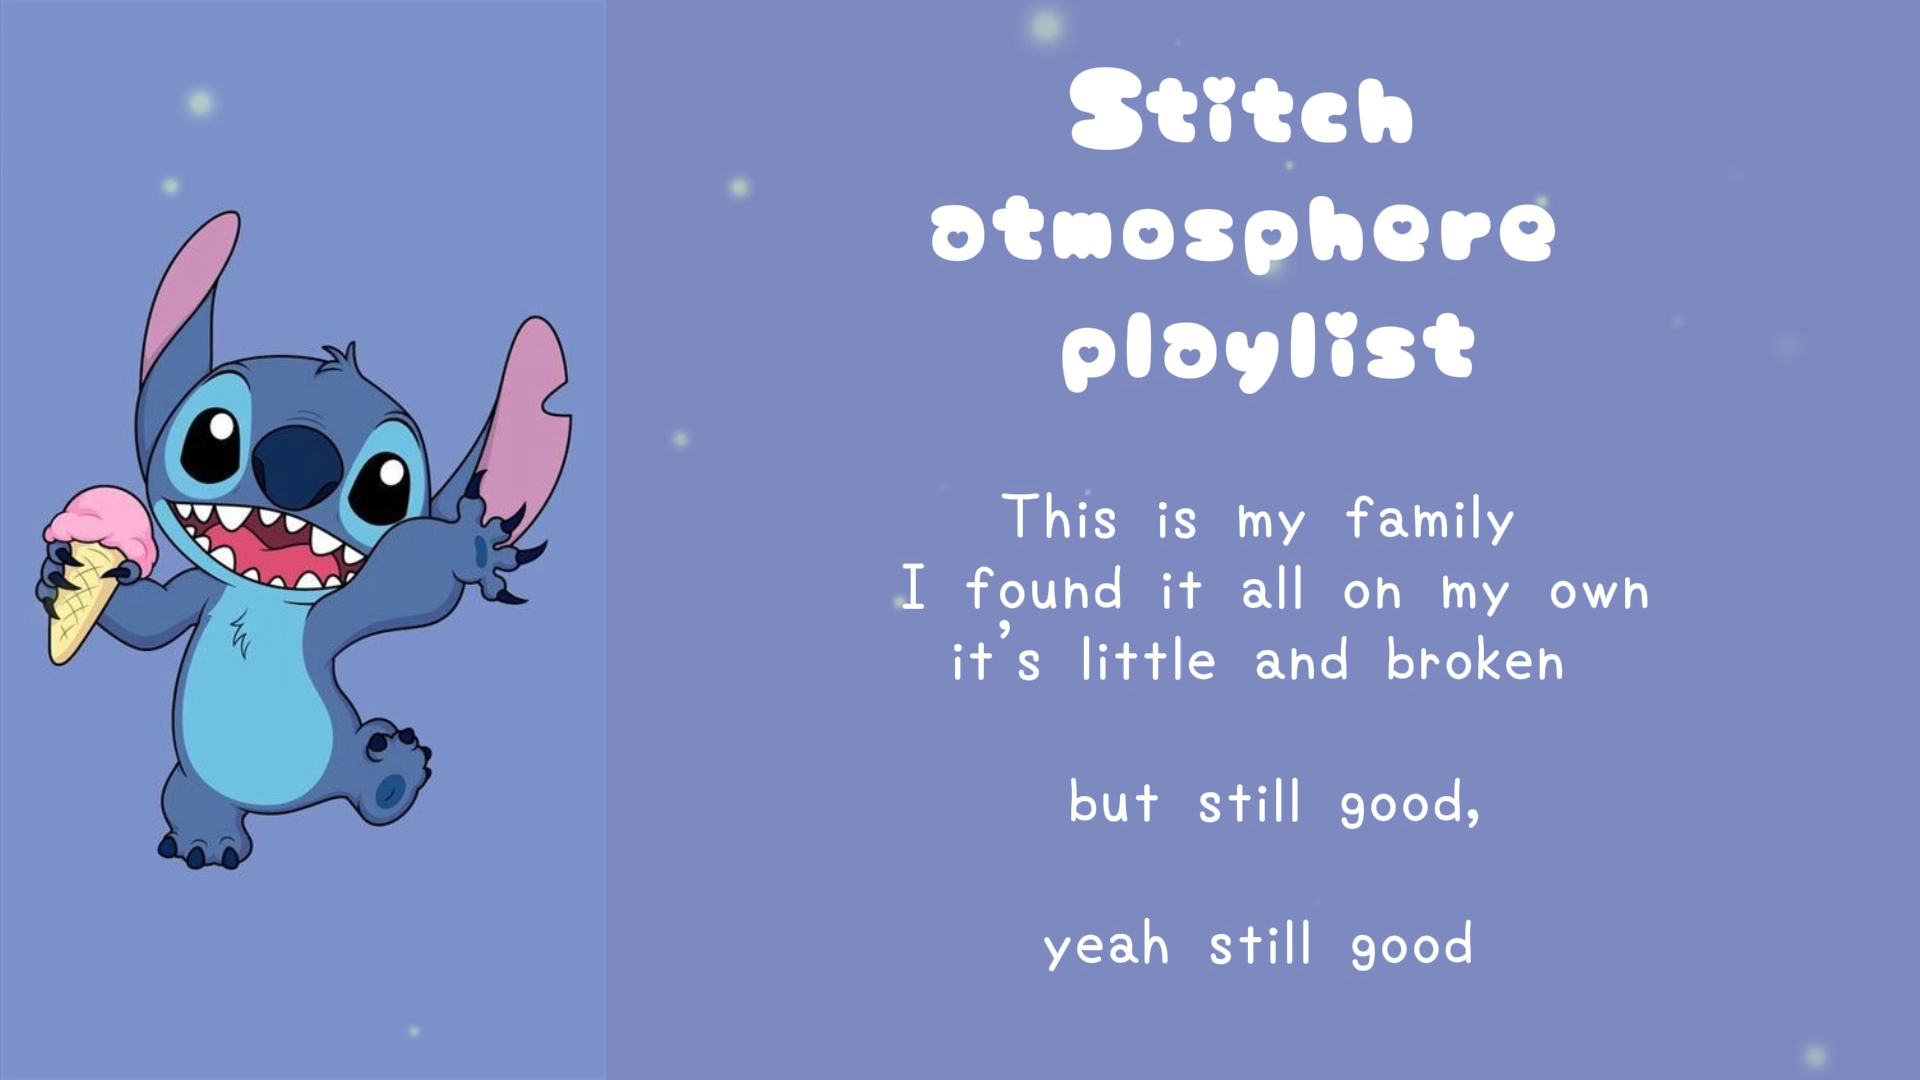 Stitch
atmosphere
playlist
This is my family
I found it all on my own
it's little and broken
but still good,
yeah still good